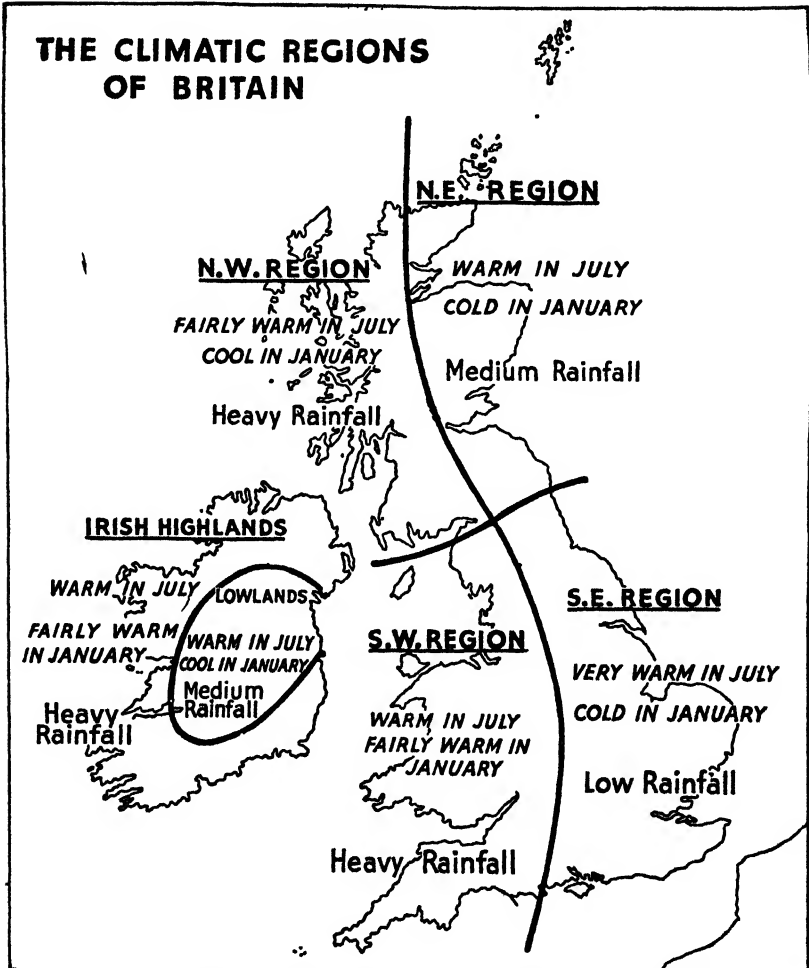 THE CLIMATIC REGIONS
OF BRITAIN
N.E. REGION
WARM IN JULY
COLD IN JANUARY
Medium Rainfall
N.W. REGION
FAIRLY WARM IN JULY
COOL IN JANUARY
Heavy Rainfall
IRISH HIGHLANDS
WARM IN JULY
FAIRLY WARM
IN JANUARY
Heavy
Rainfall
LOWLANDS
WARM IN JULY
COOL IN JANUARY
Medium
Rainfall
S.W. REGION
WARM IN JULY
FAIRLY WARM IN
JANUARY
Heavy Rainfall
S.E. REGION
VERY WARM IN JULY
COLD IN JANUARY
Low Rainfall